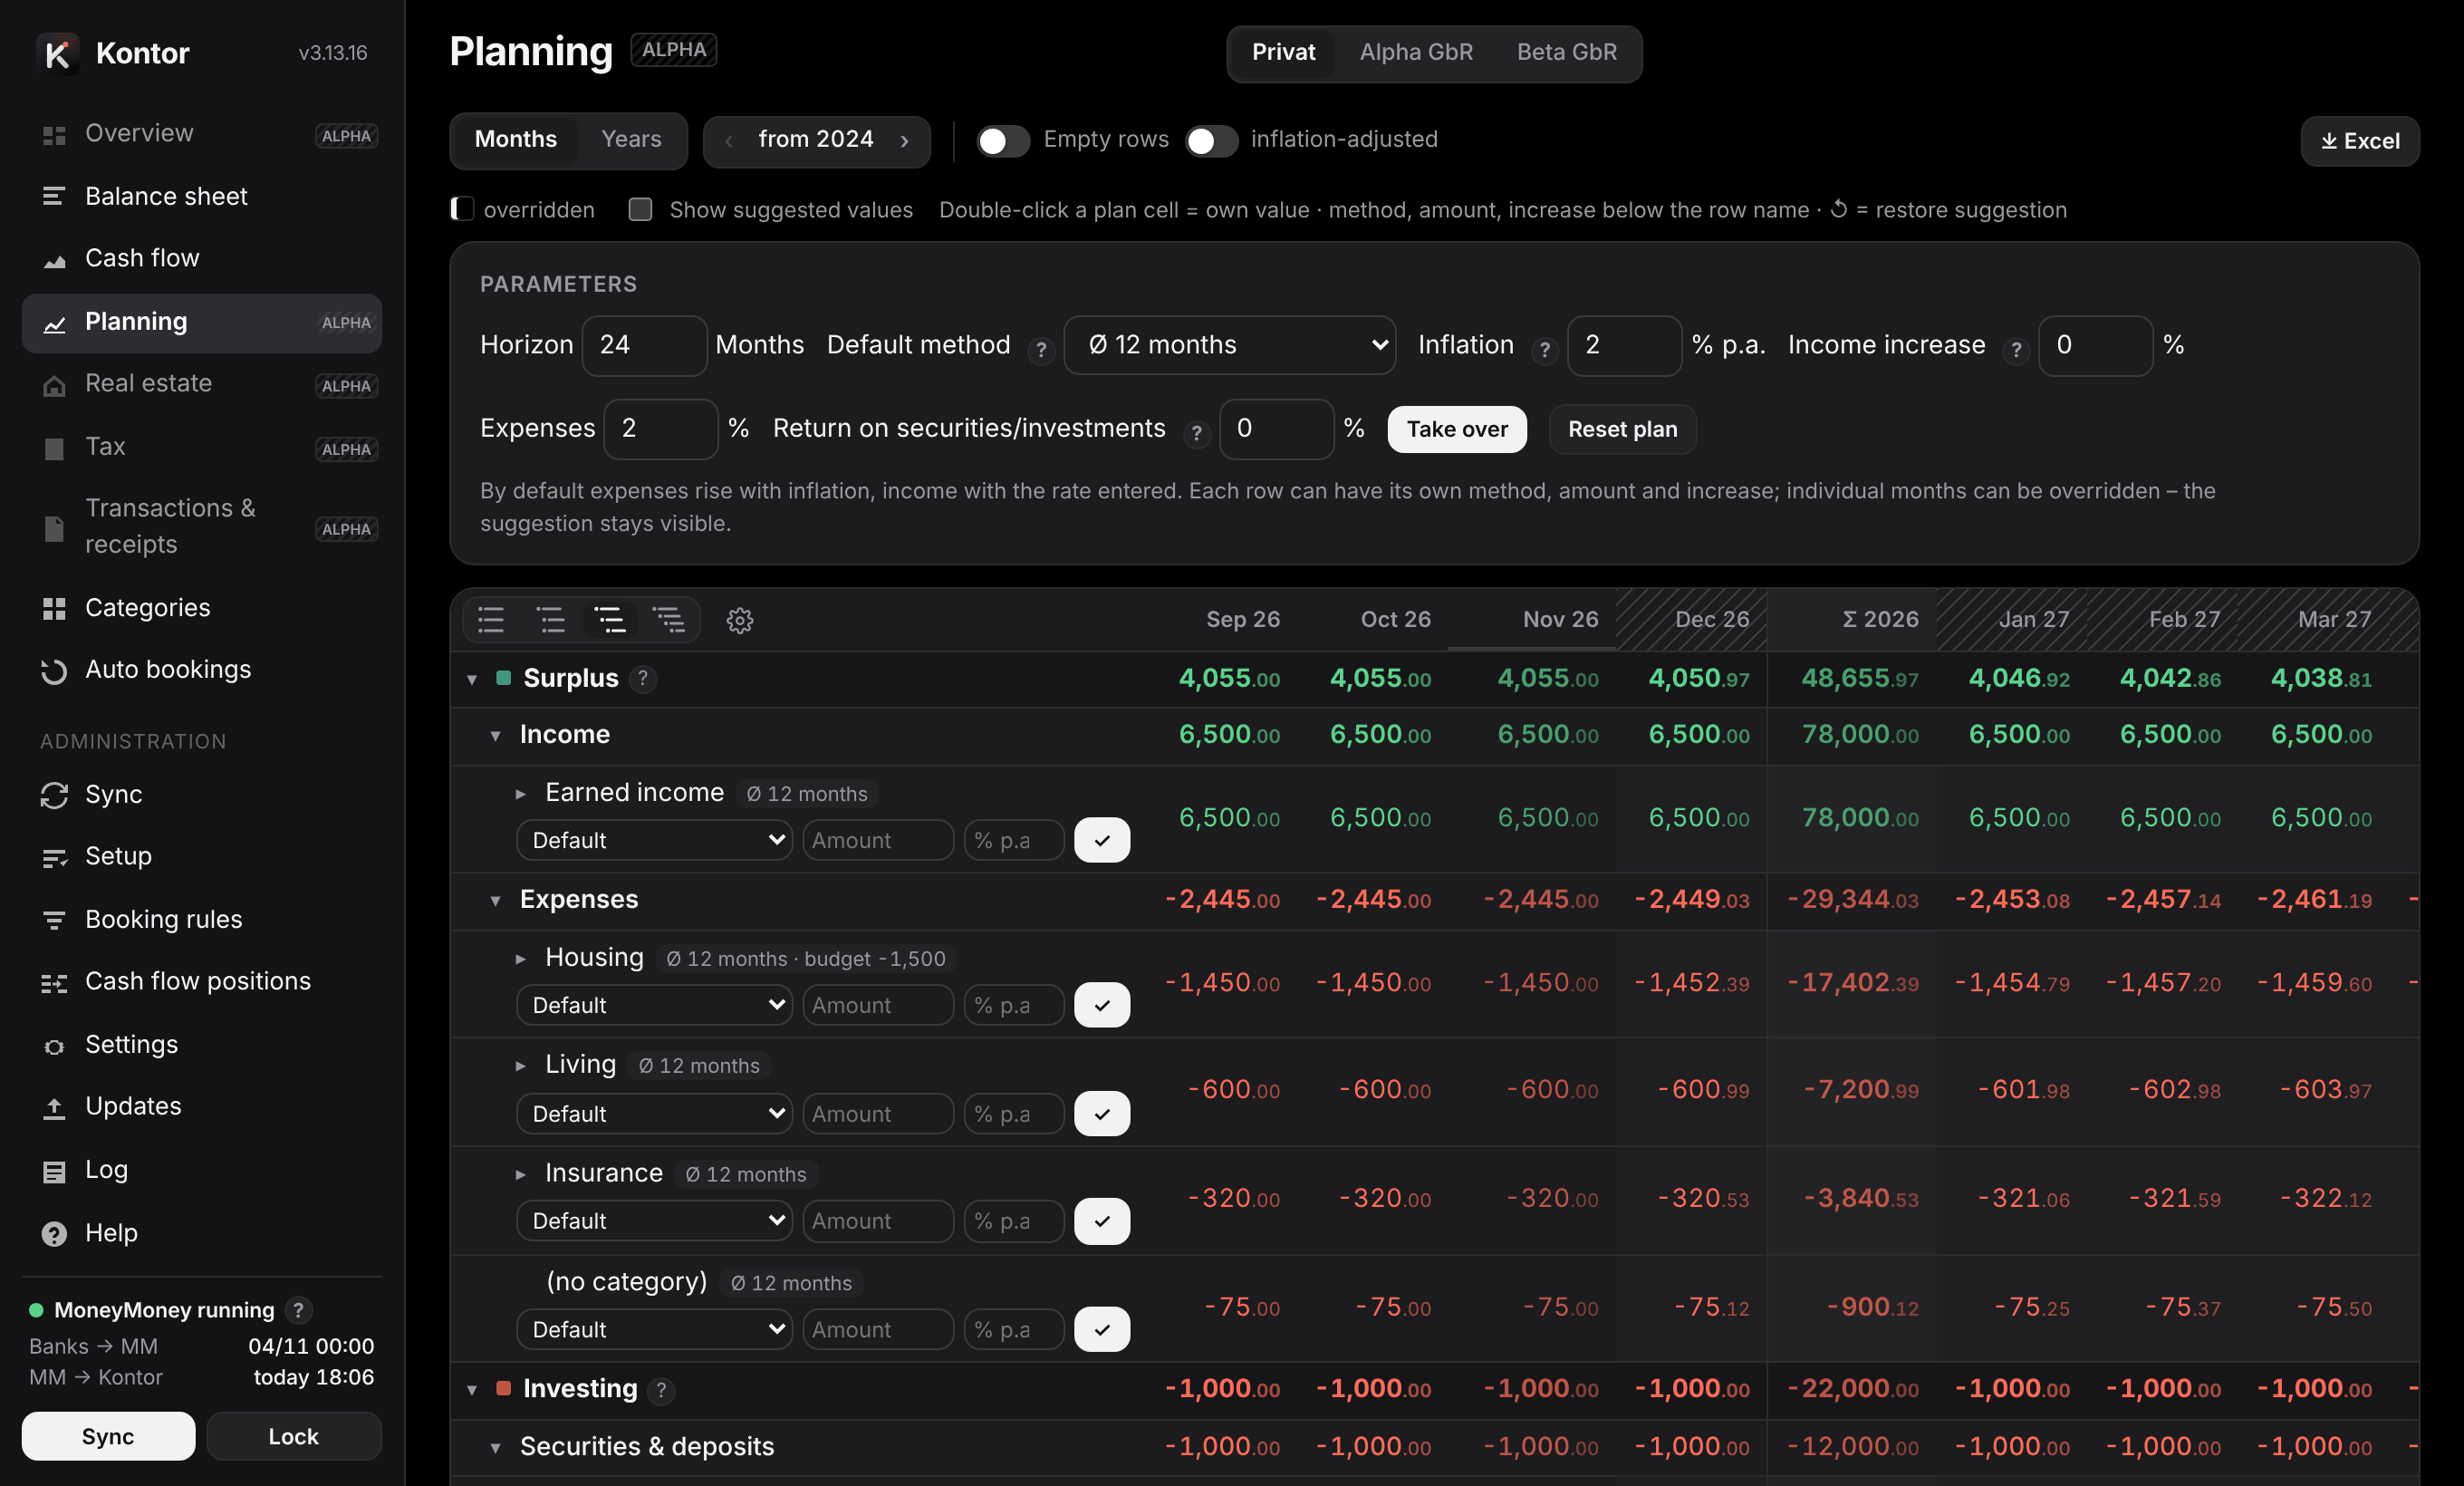 Kontor v3.13.16
Overview ALPHA
Balance sheet
Cash flow
Planning ALPHA
Real estate ALPHA
Tax ALPHA
Transactions & receipts ALPHA
Categories
Auto bookings
ADMINISTRATION
Sync
Setup
Booking rules
Cash flow positions
Settings
Updates
Log
Help
MoneyMoney running ?
Banks → MM 04/11 00:00
MM → Kontor today 18:06
Sync Lock
Planning ALPHA
Privat Alpha GbR Beta GbR
Months Years ‹ from 2024 › Empty rows inflation-adjusted Excel
overridden Show suggested values Double-click a plan cell = own value · method, amount, increase below the row name · ↺ = restore suggestion
PARAMETERS
Horizon 24 Months Default method ? Ø 12 months Inflation ? 2 % p.a. Income increase ? 0 %
Expenses 2 % Return on securities/investments ? 0 % Take over Reset plan
By default expenses rise with inflation, income with the rate entered. Each row can have its own method, amount and increase; individual months can be overridden – the
suggestion stays visible.
Sep 26 Oct 26 Nov 26 Dec 26 Σ 2026 Jan 27 Feb 27 Mar 27
Surplus ? 4,055.00 4,055.00 4,055.00 4,050.97 48,655.97 4,046.92 4,042.86 4,038.81
Income 6,500.00 6,500.00 6,500.00 6,500.00 78,000.00 6,500.00 6,500.00 6,500.00
Earned income Ø 12 months
Default Amount % p.a 6,500.00 6,500.00 6,500.00 6,500.00 78,000.00 6,500.00 6,500.00 6,500.00
Expenses -2,445.00 -2,445.00 -2,445.00 -2,449.03 -29,344.03 -2,453.08 -2,457.14 -2,461.19 -
Housing Ø 12 months · budget -1,500
Default Amount % p.a -1,450.00 -1,450.00 -1,450.00 -1,452.39 -17,402.39 -1,454.79 -1,457.20 -1,459.60 -
Living Ø 12 months
Default Amount % p.a -600.00 -600.00 -600.00 -600.99 -7,200.99 -601.98 -602.98 -603.97
Insurance Ø 12 months
Default Amount % p.a -320.00 -320.00 -320.00 -320.53 -3,840.53 -321.06 -321.59 -322.12
(no category) Ø 12 months
Default Amount % p.a -75.00 -75.00 -75.00 -75.12 -900.12 -75.25 -75.37 -75.50
Investing ? -1,000.00 -1,000.00 -1,000.00 -1,000.00 -22,000.00 -1,000.00 -1,000.00 -1,000.00 -
Securities & deposits -1,000.00 -1,000.00 -1,000.00 -1,000.00 -12,000.00 -1,000.00 -1,000.00 -1,000.00 -